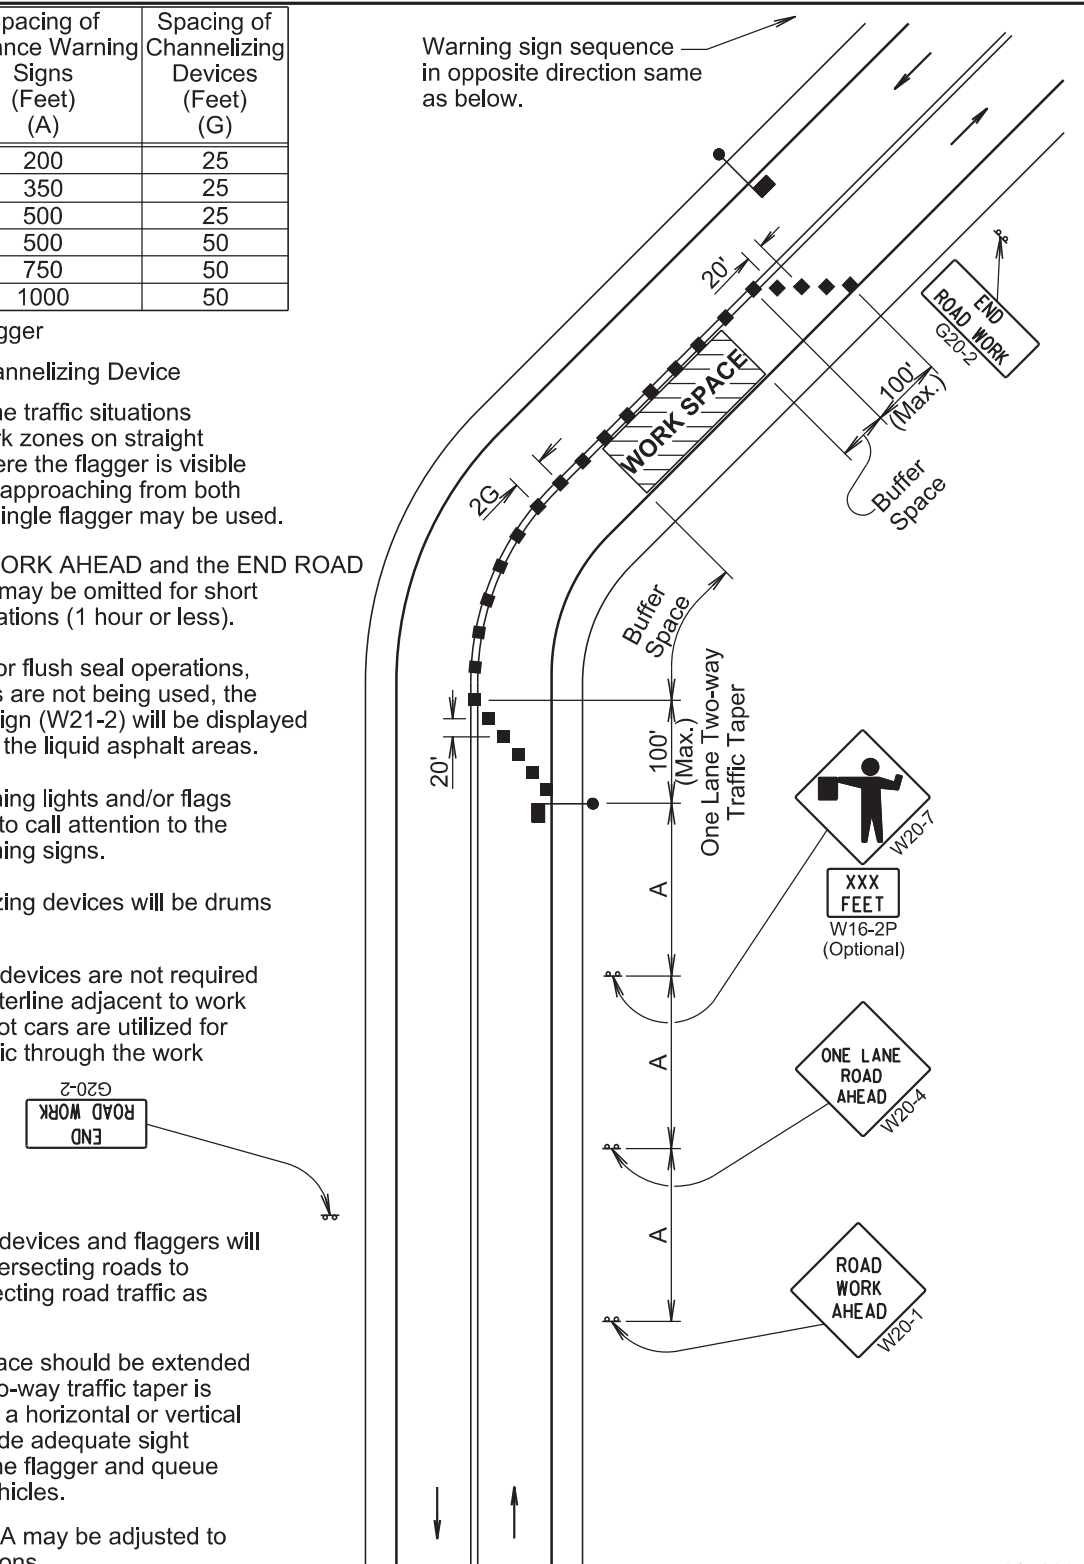 pacing of
ance Warning
Signs
(Feet)
(A)
Spacing of
Channelizing
Devices
(Feet)
(G)
200 25
350 25
500 25
500 50
750 50
1000 50
gger
annelizing Device
ne traffic situations
rk zones on straight
ere the flagger is visible
approaching from both
single flagger may be used.
ORK AHEAD and the END ROAD
may be omitted for short
ations (1 hour or less).
or flush seal operations,
s are not being used, the
ign (W21-2) will be displayed
the liquid asphalt areas.
ning lights and/or flags
to call attention to the
ning signs.
zing devices will be drums
devices are not required
terline adjacent to work
ot cars are utilized for
ic through the work
END
ROAD WORK
G20-2
devices and flaggers will
ersecting roads to
ecting road traffic as
ace should be extended
o-way traffic taper is
a horizontal or vertical
de adequate sight
ne flagger and queue
hicles.
A may be adjusted to
ons.
Warning sign sequence
in opposite direction same
as below.
20'
END
ROAD WORK
G20-2
100'
(Max.)
Buffer
Space
WORK SPACE
2G
Buffer
Space
20'
100'
(Max.)
One Lane Two-way
Traffic Taper
A
A
A
W20-7
XXX
FEET
W16-2P
(Optional)
ONE LANE
ROAD
AHEAD
W20-4
ROAD
WORK
AHEAD
W20-1